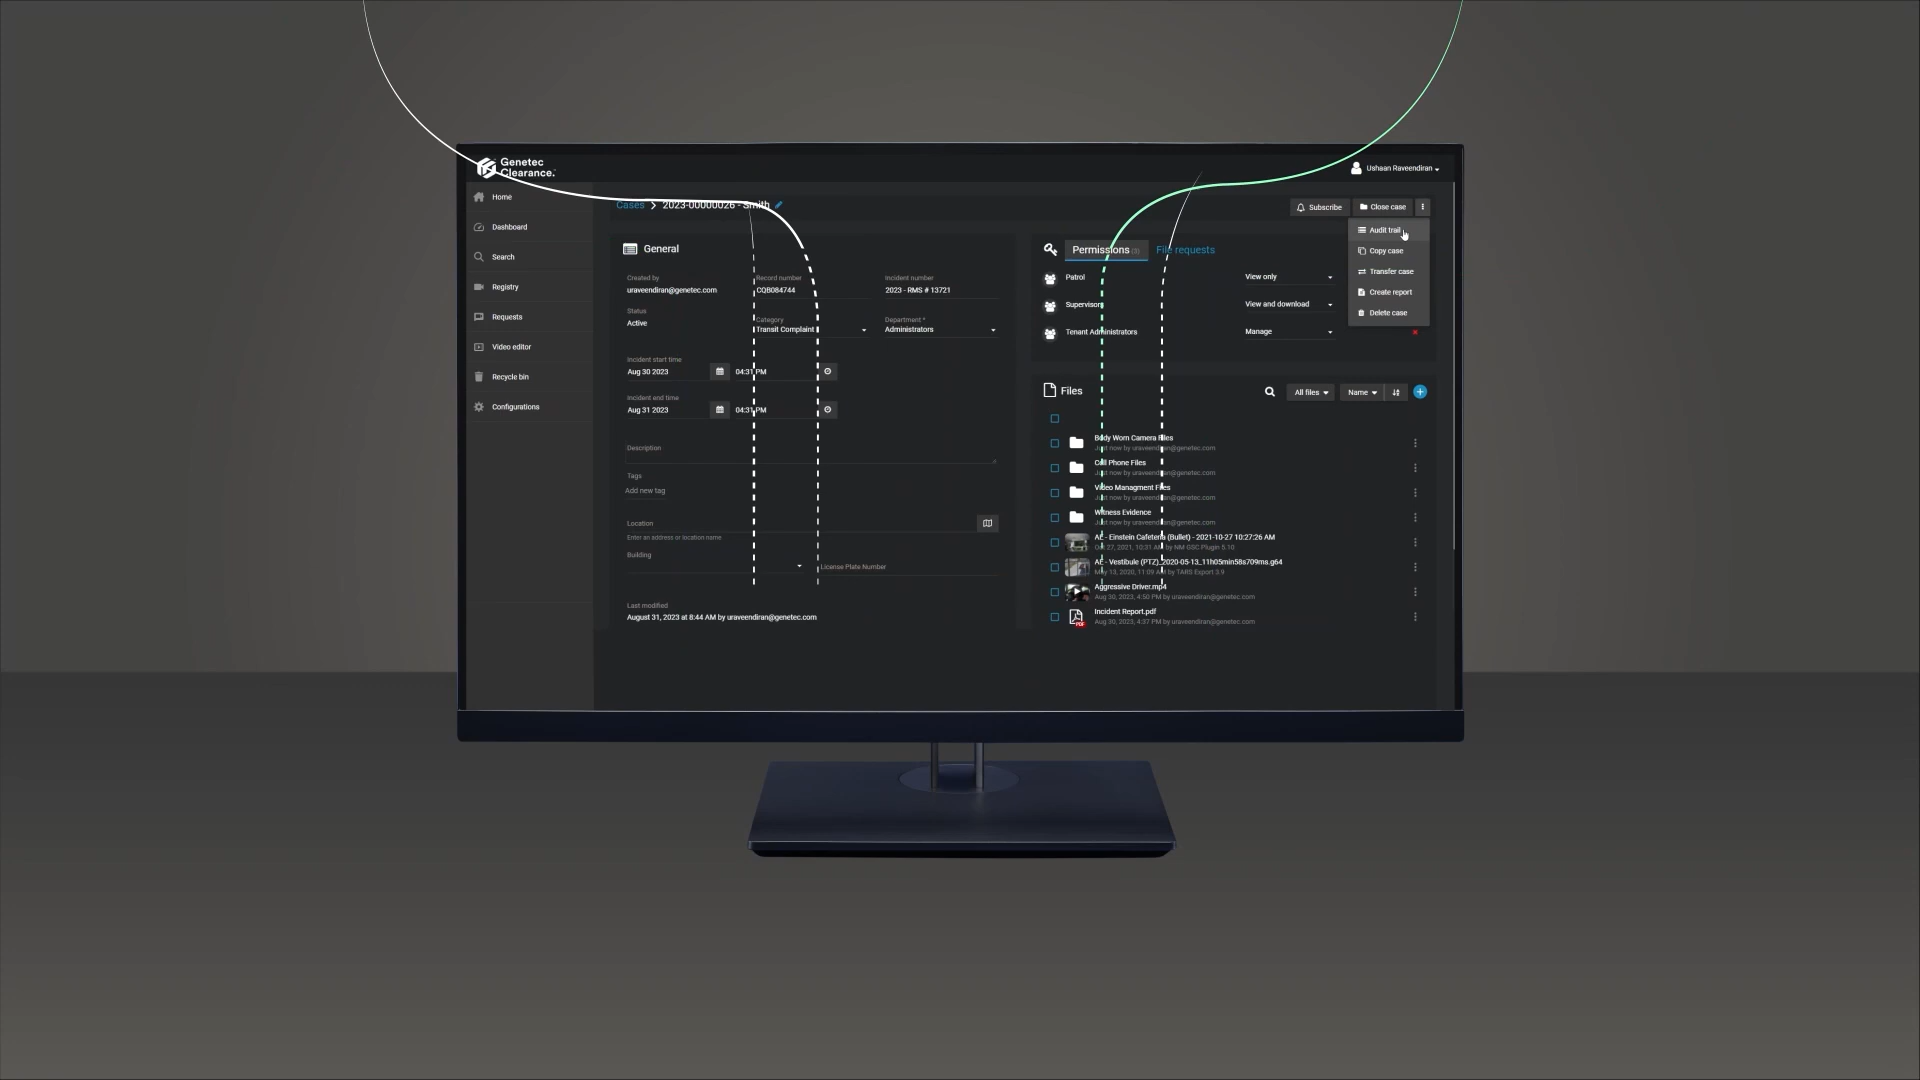 Genetec
Clearance.
Ushaan Raveendiran
Home
Dashboard
Search
Registry
Requests
Video editor
Recycle bin
Configurations
Cases > 2023-00000026 - Smith
Subscribe
Close case
Audit trail
Copy case
Transfer case
Create report
Delete case
General
Created by
uraveendiran@genetec.com
Record number
CQB084744
Incident number
2023 - RMS # 13721
Status
Active
Category
Transit Complaint
Department *
Administrators
Incident start time
Aug 30 2023
04:31 PM
Incident end time
Aug 31 2023
04:31 PM
Description
Tags
Add new tag
Location
Enter an address or location name
Building
License Plate Number
Last modified
August 31, 2023 at 8:44 AM by uraveendiran@genetec.com
Permissions (3)
File requests
Patrol
View only
Supervisors
View and download
Tenant Administrators
Manage
Files
All files
Name
Body Worn Camera Files
Just now by uraveendiran@genetec.com
Cell Phone Files
Just now by uraveendiran@genetec.com
Video Managment Files
Just now by uraveendiran@genetec.com
Witness Evidence
Just now by uraveendiran@genetec.com
AE - Einstein Cafeteria (Bullet) - 2021-10-27 10:27:26 AM
Oct 27, 2021, 10:31 AM by NM GSC Plugin 5.10
AE - Vestibule (PTZ)_2020-05-13_11h05min58s709ms.g64
May 13, 2020, 11:09 AM by TARS Export 3.9
Aggressive Driver.mp4
Aug 30, 2023, 4:50 PM by uraveendiran@genetec.com
Incident Report.pdf
Aug 30, 2023, 4:37 PM by uraveendiran@genetec.com
PDF